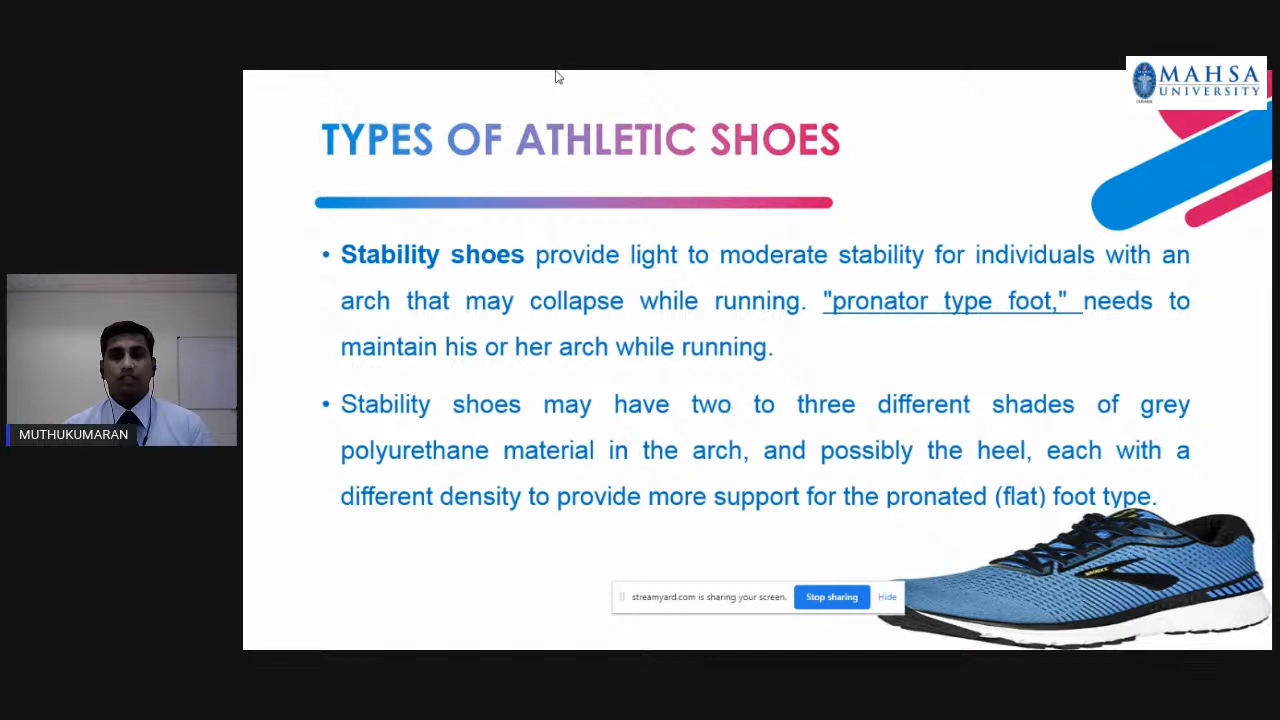 MAHSA
UNIVERSITY
TYPES OF ATHLETIC SHOES
• Stability shoes provide light to moderate stability for individuals with an
arch that may collapse while running. "pronator type foot," needs to
maintain his or her arch while running.
• Stability shoes may have two to three different shades of grey
polyurethane material in the arch, and possibly the heel, each with a
different density to provide more support for the pronated (flat) foot type.
MUTHUKUMARAN
streamyard.com is sharing your screen.
Stop sharing
Hide